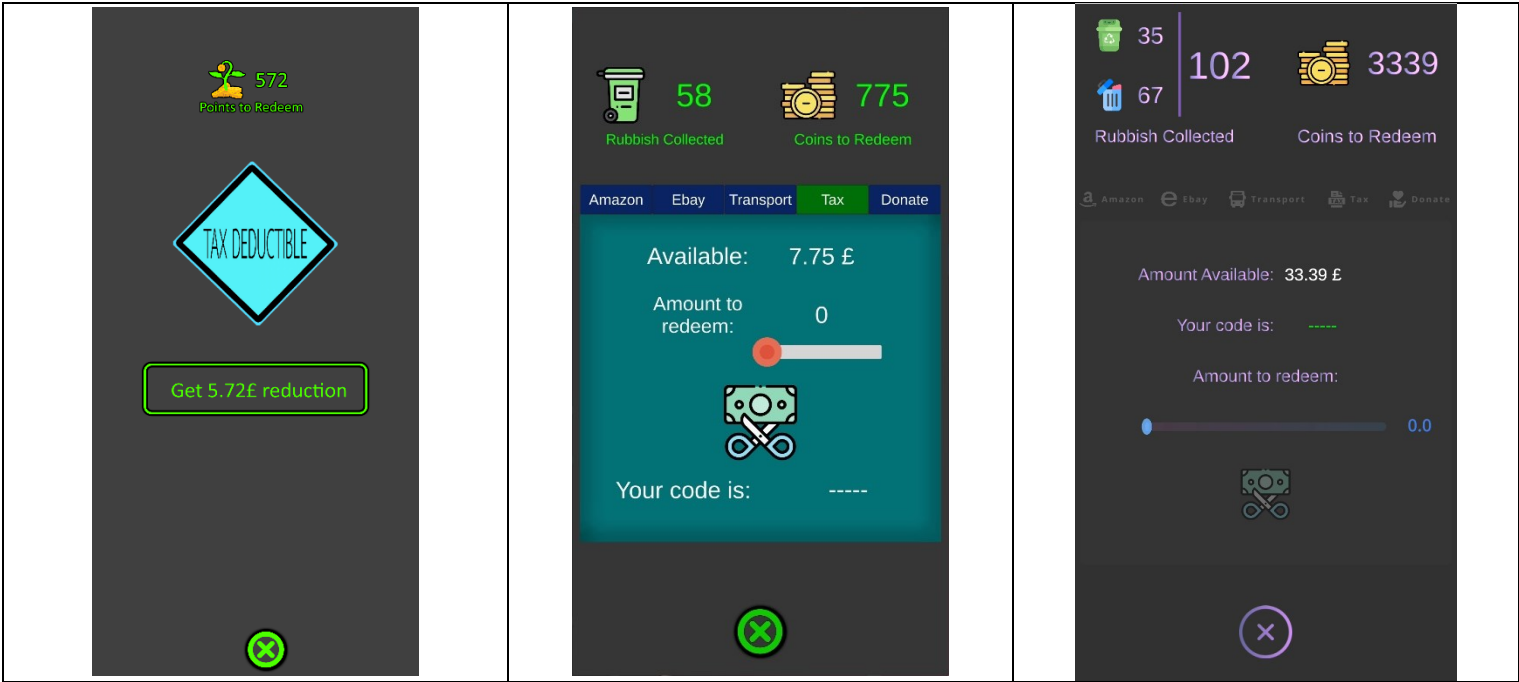 572
Points to Redeem
TAX DEDUCTIBLE
Get 5.72£ reduction
58 775
Rubbish Collected Coins to Redeem
Amazon Ebay Transport Tax Donate
Available: 7.75 £
Amount to
redeem:
0
Your code is: -----
35
67
102
3339
Rubbish Collected Coins to Redeem
a Amazon e Ebay Transport TAX Tax Donate
Amount Available: 33.39 £
Your code is: -----
Amount to redeem:
0.0